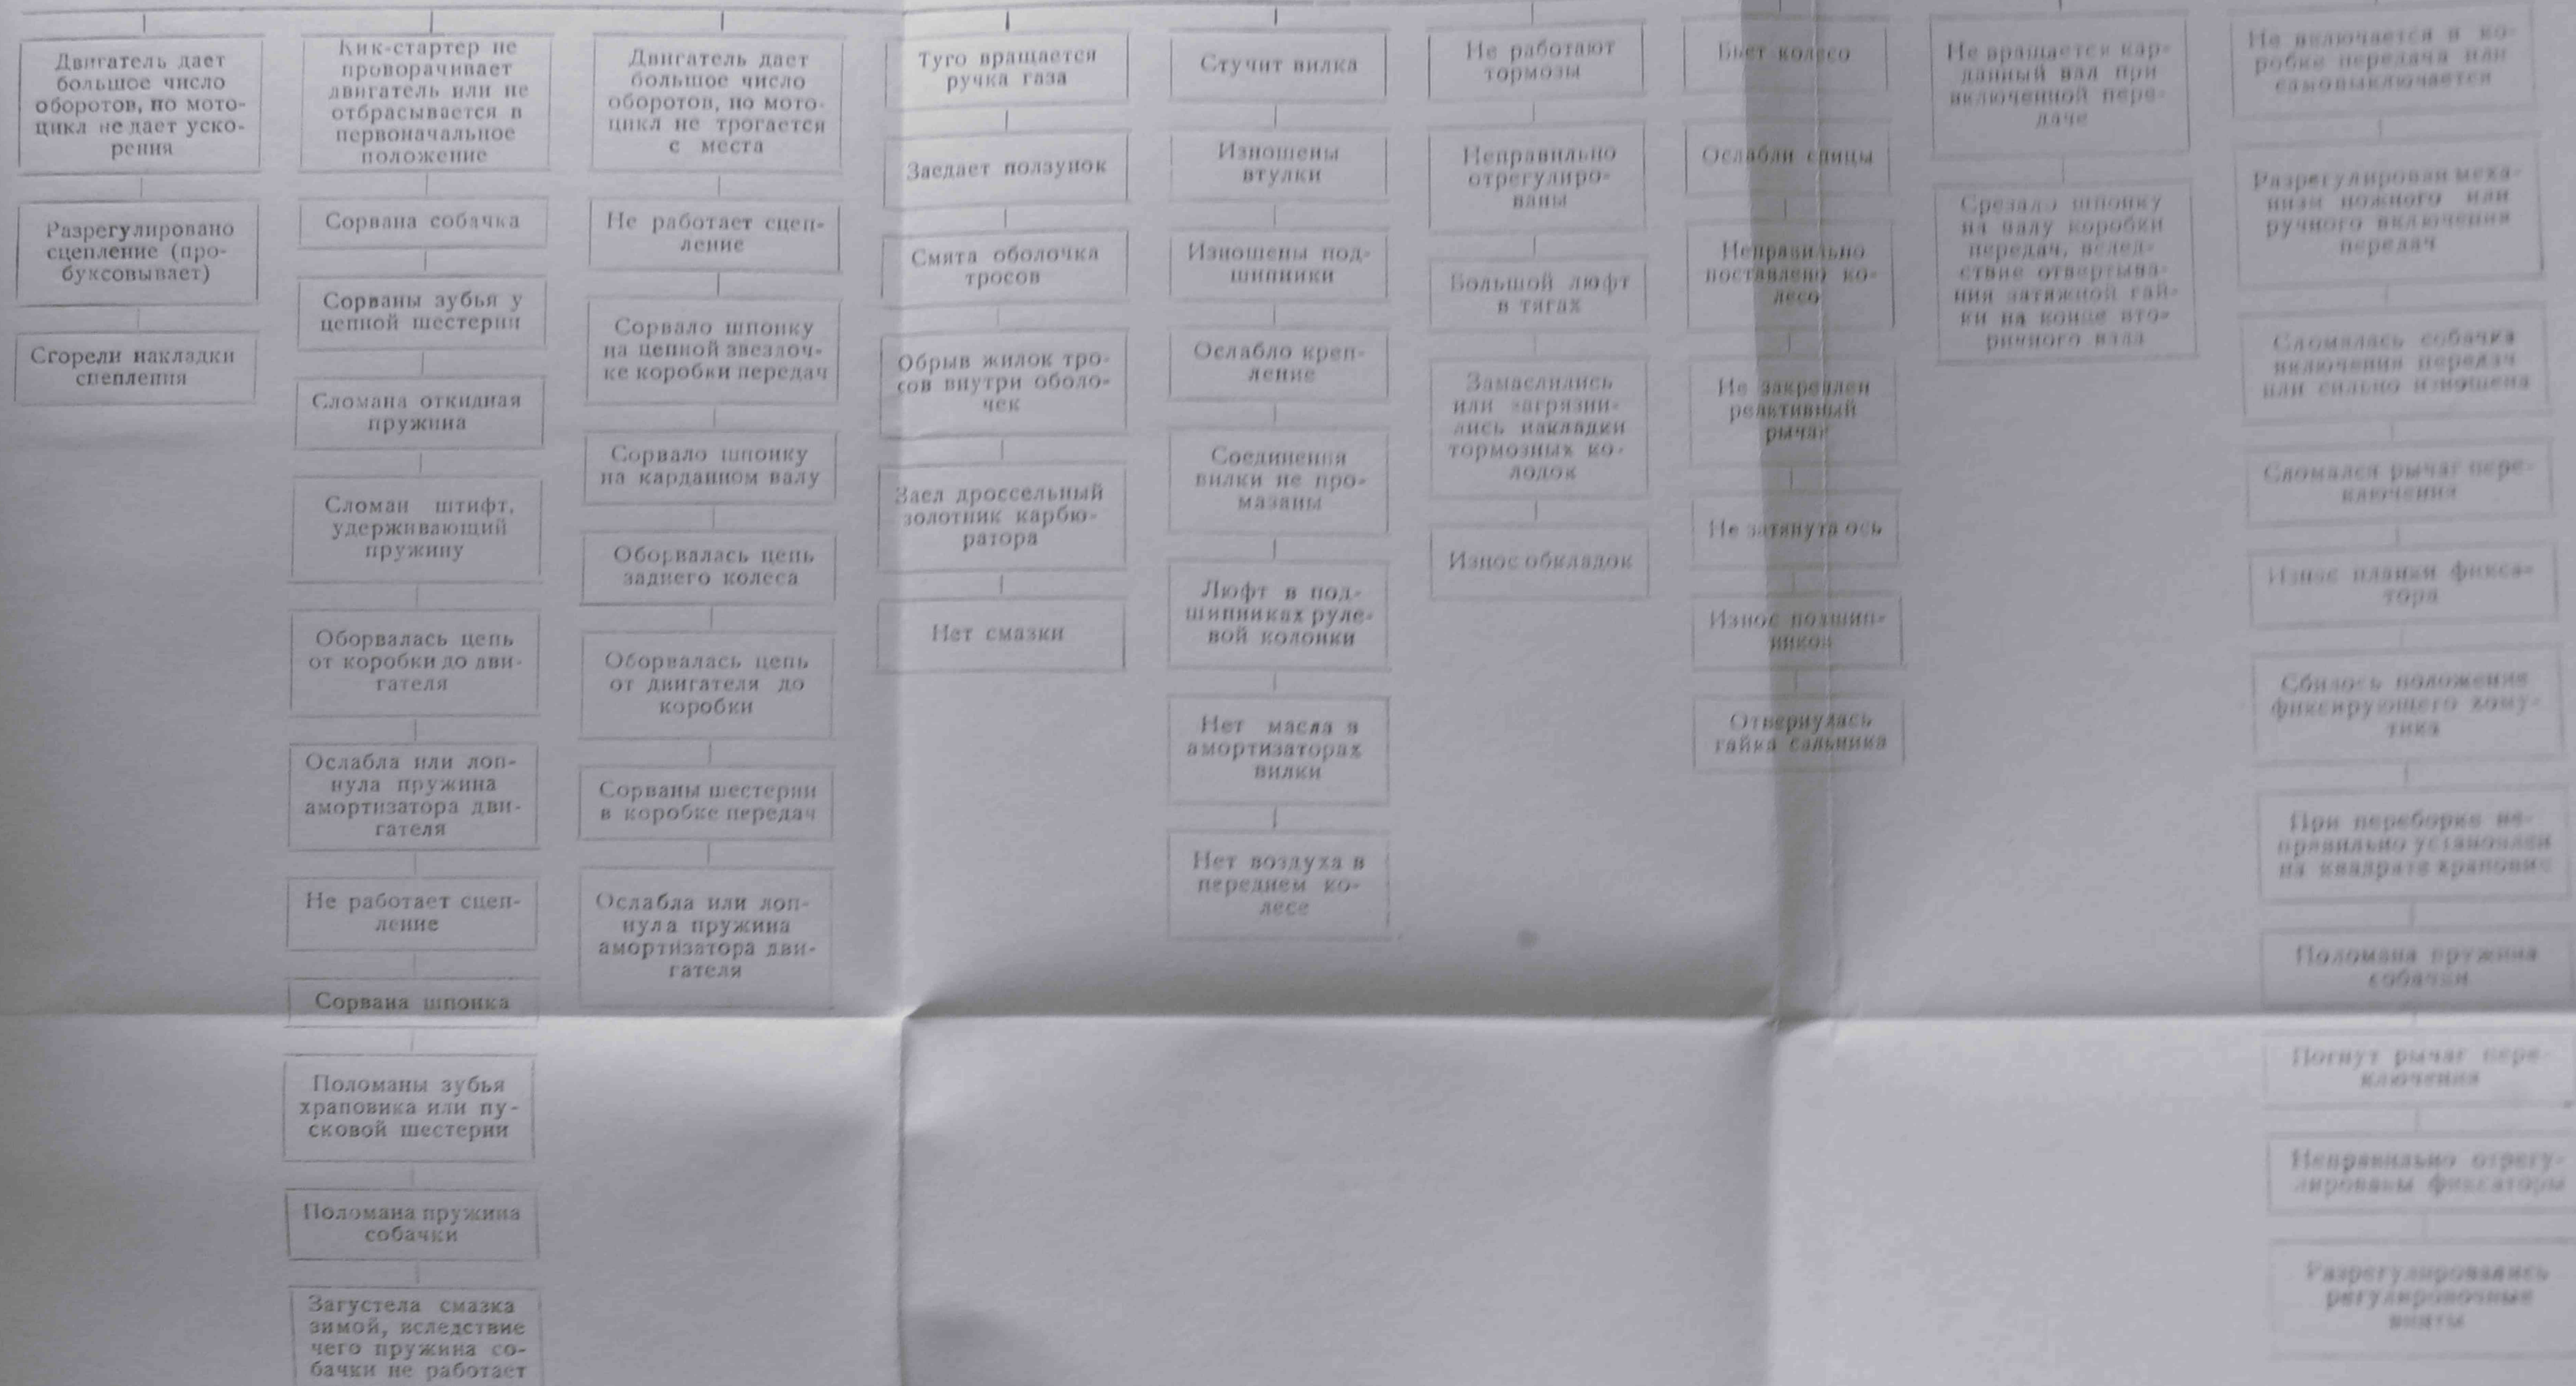 Двигатель дает
большое число
оборотов, но мото-
цикл не дает уско-
рения
Разрегулировано
сцепление (про-
буксовывает)
Сгорели накладки
сцепления
Кик-стартер не
проворачивает
двигатель или не
отбрасывается в
первоначальное
положение
Сорвана собачка
Сорваны зубья у
цепной шестерни
Сломана откидная
пружина
Сломан штифт,
удерживающий
пружину
Оборвалась цепь
от коробки до дви-
гателя
Ослабла или лоп-
нула пружина
амортизатора дви-
гателя
Не работает сцеп-
ление
Сорвана шпонка
Поломаны зубья
храповика или пу-
сковой шестерни
Поломана пружина
собачки
Загустела смазка
зимой, вследствие
чего пружина со-
бачки не работает
Двигатель дает
большое число
оборотов, но мото-
цикл не трогается
с места
Не работает сцеп-
ление
Сорвало шпонку
на цепной звездоч-
ке коробки передач
Сорвало шпонку
на карданном валу
Оборвалась цепь
заднего колеса
Оборвалась цепь
от двигателя до
коробки
Сорваны шестерни
в коробке передач
Ослабла или лоп-
нула пружина
амортизатора дви-
гателя
Туго вращается
ручка газа
Заедает ползунок
Смята оболочка
тросов
Обрыв жилок тро-
сов внутри оболо-
чек
Заел дроссельный
золотник карбю-
ратора
Нет смазки
Стучит вилка
Изношены
втулки
Изношены под-
шипники
Ослабло креп-
ление
Соединения
вилки не про-
мазаны
Люфт в под-
шипниках руле-
вой колонки
Нет масла в
амортизаторах
вилки
Нет воздуха в
переднем ко-
лесе
Не работают
тормозы
Неправильно
отрегулиро-
ваны
Большой люфт
в тягах
Замаслились
или загрязни-
лись накладки
тормозных ко-
лодок
Износ обкладок
Бьет колесо
Ослабли спицы
Неправильно
поставлено ко-
лесо
Не закреплен
реактивный
рычаг
Не затянута ось
Износ подшип-
ников
Отвернулась
гайка сальника
Не вращается кар-
данный вал при
включенной пере-
даче
Срезало шпонку
на валу коробки
передач, вслед-
ствие отвертыва-
ния затяжной гай-
ки на конце вто-
ричного вала
Не включается в ко-
робке передача или
самовыключается
Разрегулирован меха-
низм ножного или
ручного включения
передач
Сломалась собачка
включения передач
или сильно изношена
Сломался рычаг пере-
ключения
Износ планки фикса-
тора
Сбилось положение
фиксирующего хому-
тика
При переборке не-
правильно установлен
на квадрате храповик
Поломана пружина
собачки
Погнут рычаг пере-
ключения
Неправильно отрегу-
лированы фиксаторы
Разрегулировались
регулировочные
винты